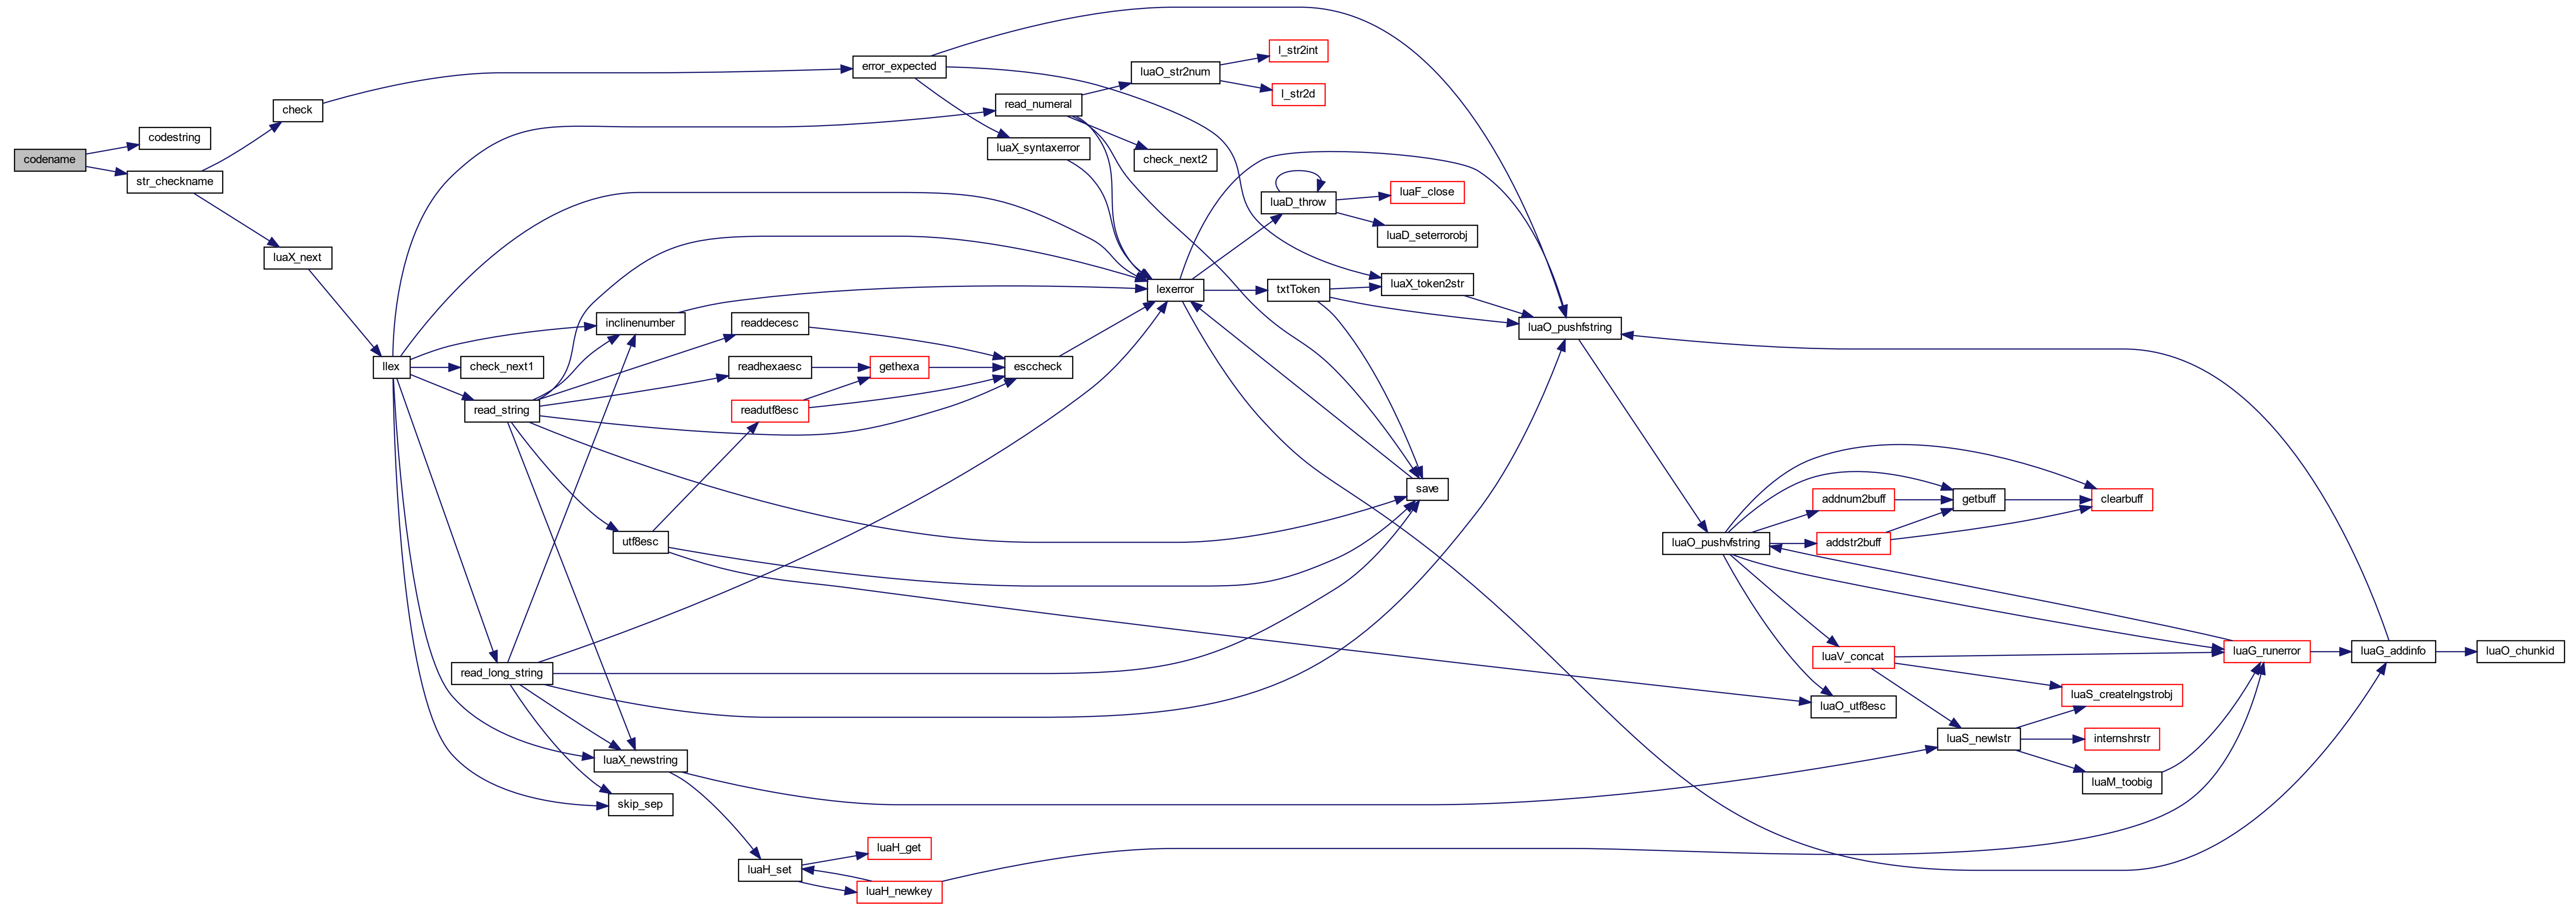 codename
codestring
str_checkname
check
luaX_next
llex
error_expected
read_numeral
luaX_syntaxerror
luaO_str2num
l_str2int
l_str2d
check_next2
luaD_throw
luaF_close
luaD_seterrorobj
lexerror
txtToken
luaX_token2str
luaO_pushfstring
inclinenumber
check_next1
read_string
readdecesc
readhexaesc
gethexa
readutf8esc
esccheck
utf8esc
save
read_long_string
luaX_newstring
skip_sep
luaH_set
luaH_get
luaH_newkey
luaO_pushvfstring
addnum2buff
addstr2buff
getbuff
clearbuff
luaV_concat
luaO_utf8esc
luaS_newlstr
luaS_createlngstrobj
internshrstr
luaM_toobig
luaG_runerror
luaG_addinfo
luaO_chunkid